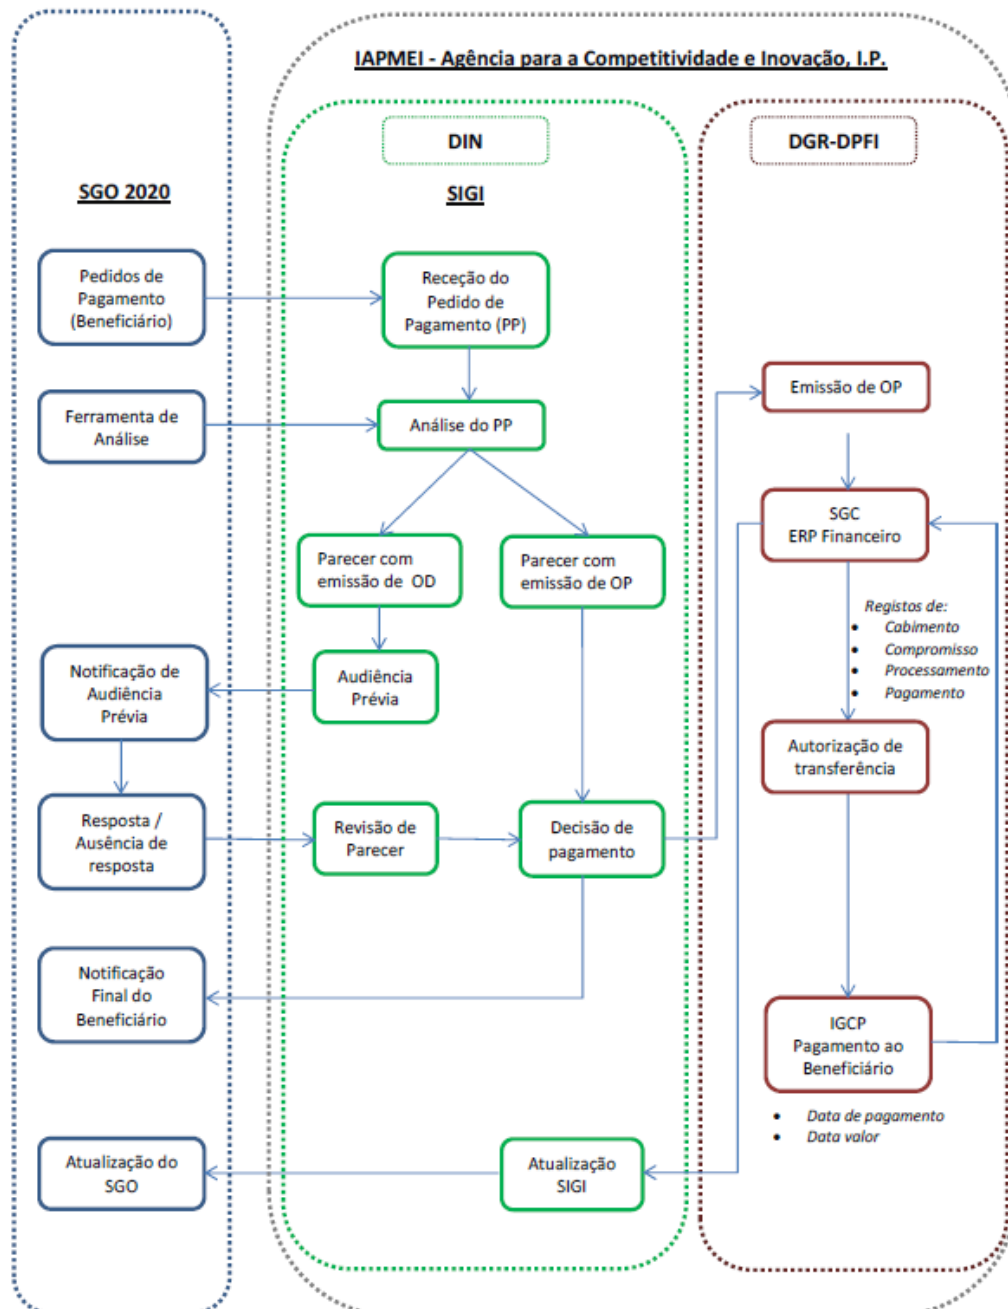 IAPMEI - Agência para a Competitividade e Inovação, I.P.
DIN
DGR-DPFI
SGO 2020
SIGI
Pedidos de
Pagamento
(Beneficiário)
Receção do
Pedido de
Pagamento (PP)
Emissão de OP
Ferramenta de
Análise
Análise do PP
SGC
ERP Financeiro
Parecer com
emissão de OD
Parecer com
emissão de OP
Registos de:
• Cabimento
• Compromisso
• Processamento
• Pagamento
Notificação de
Audiência
Prévia
Audiência
Prévia
Autorização de
transferência
Resposta /
Ausência de
resposta
Revisão de
Parecer
Decisão de
pagamento
Notificação
Final do
Beneficiário
IGCP
Pagamento ao
Beneficiário
• Data de pagamento
• Data valor
Atualização do
SGO
Atualização
SIGI